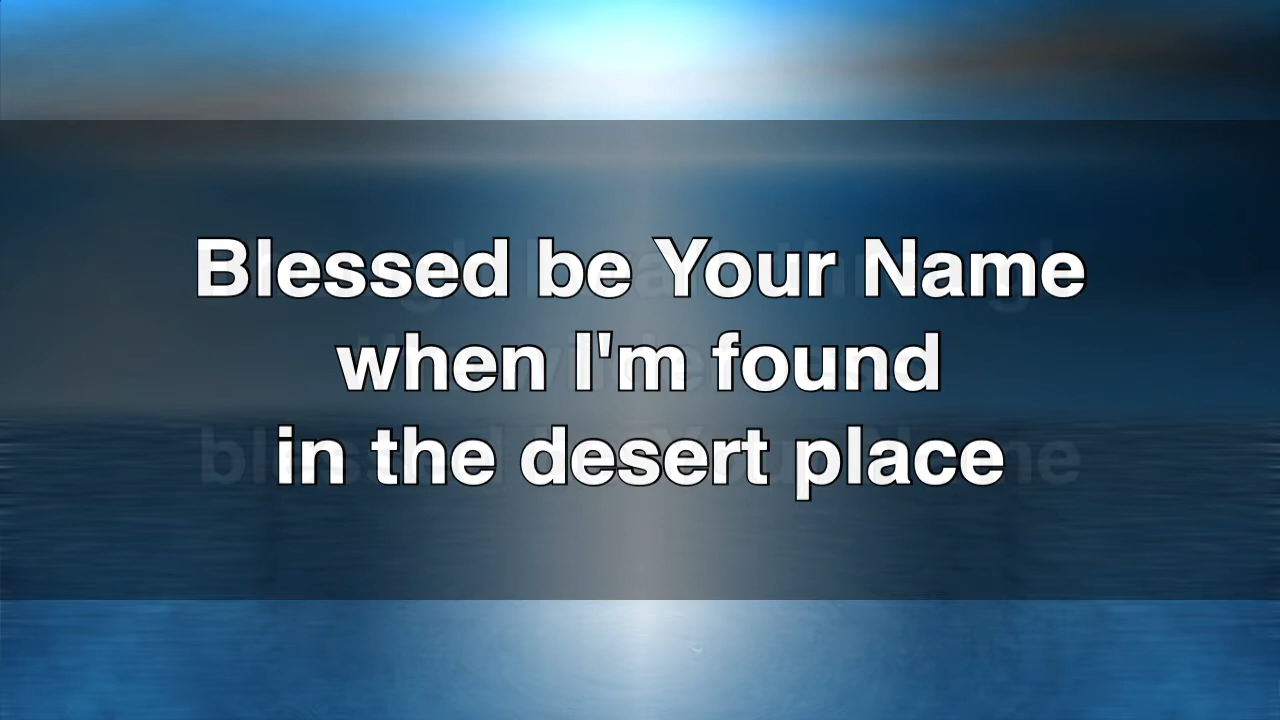 Blessed be Your Name
when I'm found
in the desert place